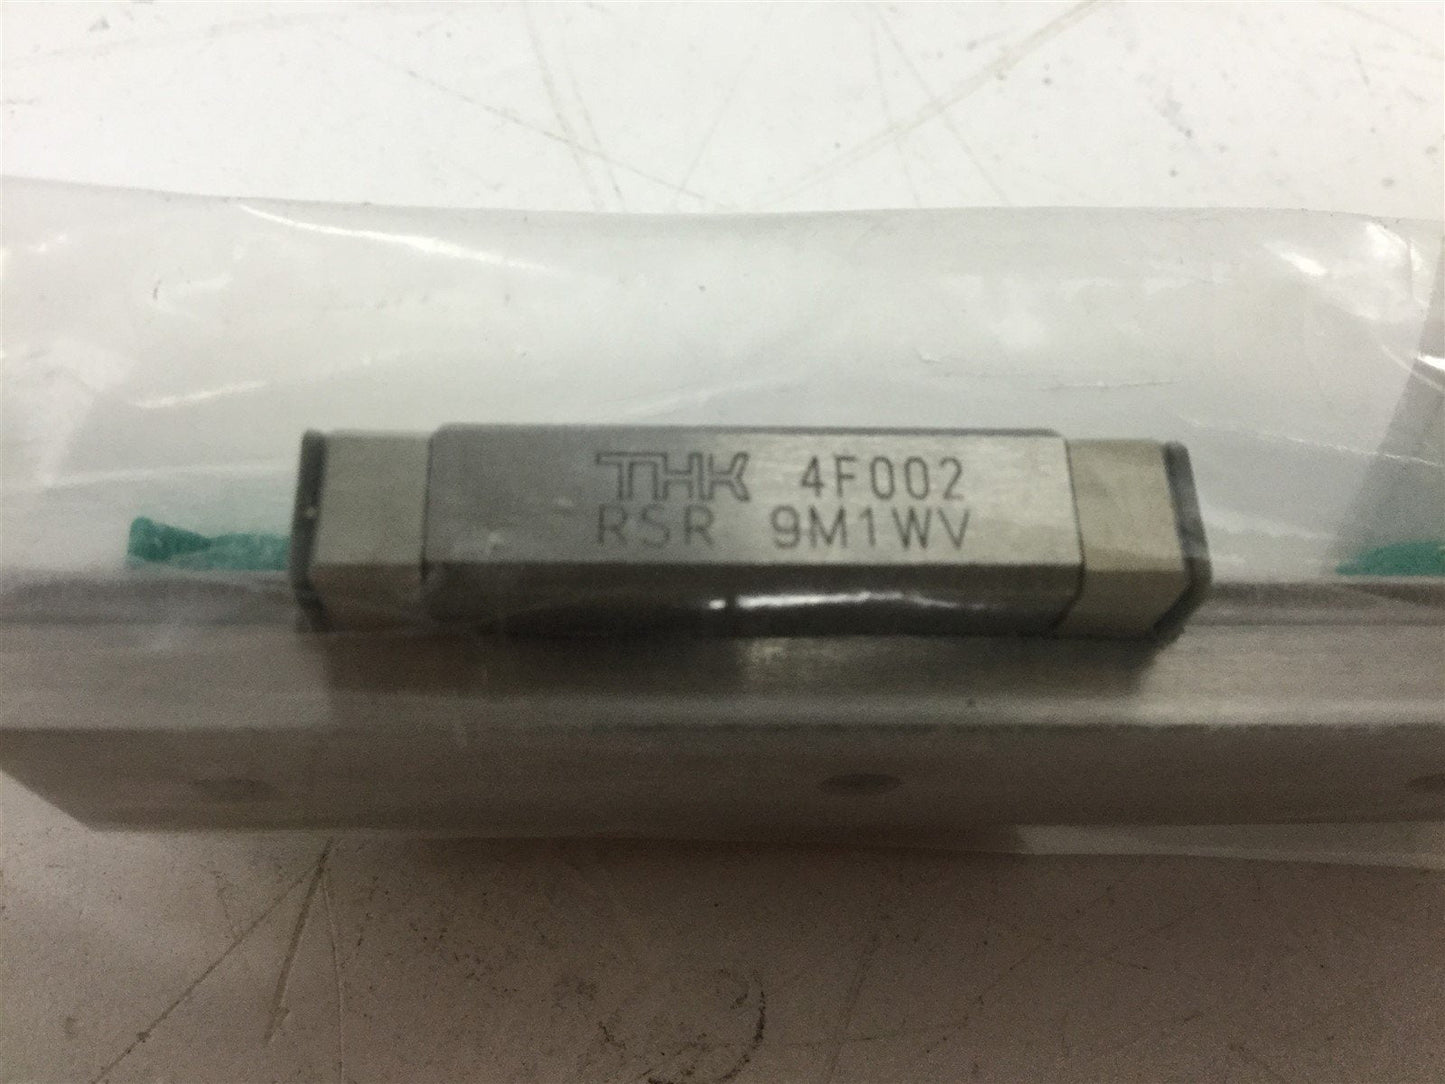 THK 4F002
RSR 9M1WV